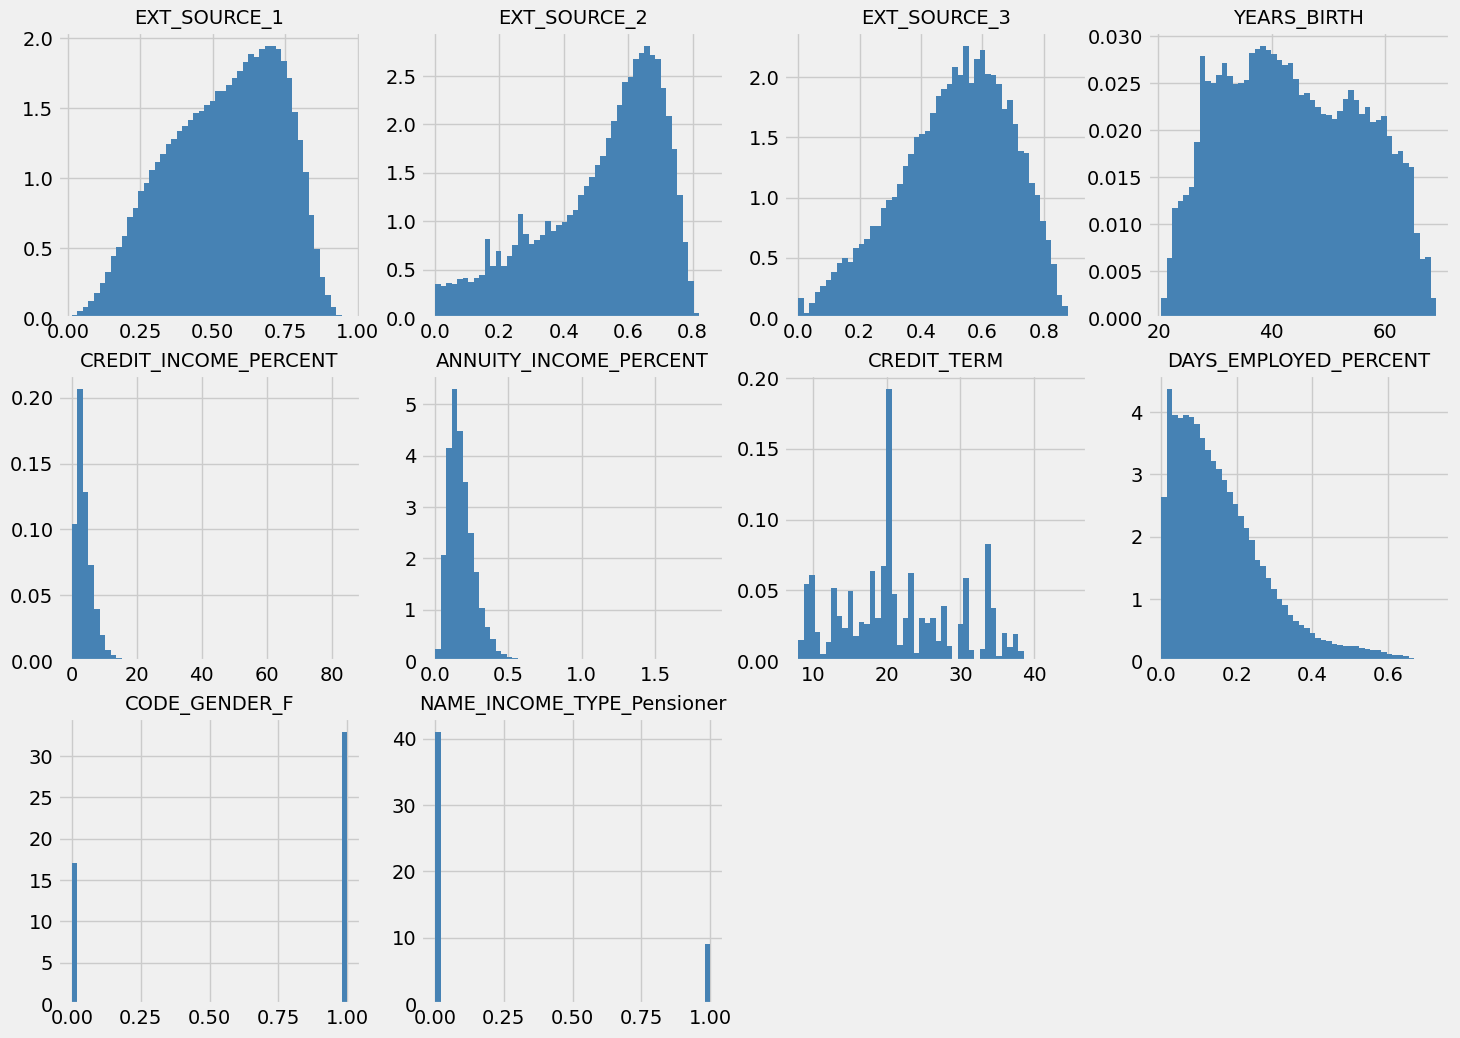 EXT_SOURCE_1
2.0
1.5
1.0
0.5
0.0
0.00 0.25 0.50 0.75 1.00
EXT_SOURCE_2
2.5
2.0
1.5
1.0
0.5
0.0
0.0 0.2 0.4 0.6 0.8
EXT_SOURCE_3
2.0
1.5
1.0
0.5
0.0
0.0 0.2 0.4 0.6 0.8
YEARS_BIRTH
0.030
0.025
0.020
0.015
0.010
0.005
0.000
20 40 60
CREDIT_INCOME_PERCENT
0.20
0.15
0.10
0.05
0.00
0 20 40 60 80
ANNUITY_INCOME_PERCENT
5
4
3
2
1
0
0.0 0.5 1.0 1.5
CREDIT_TERM
0.20
0.15
0.10
0.05
0.00
10 20 30 40
DAYS_EMPLOYED_PERCENT
4
3
2
1
0
0.0 0.2 0.4 0.6
CODE_GENDER_F
30
25
20
15
10
5
0
0.00 0.25 0.50 0.75 1.00
NAME_INCOME_TYPE_Pensioner
40
30
20
10
0
0.00 0.25 0.50 0.75 1.00